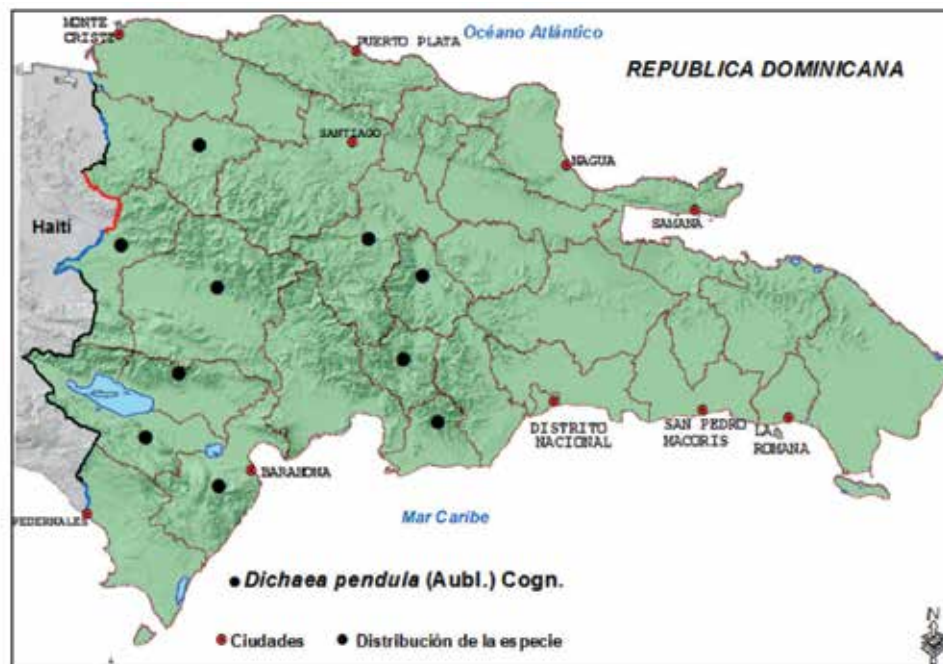 MONTE
CRISTE
PUERTO PLATA
Océano Atlántico
REPUBLICA DOMINICANA
SANTIAGO
NAGUA
SAMANA
Haití
DISTRITO
NACIONAL
SAN PEDRO
MACORIS
LA
ROMANA
BARAHONA
PEDERNALES
Mar Caribe
Dichaea pendula (Aubl.) Cogn.
Ciudades
Distribución de la especie
N